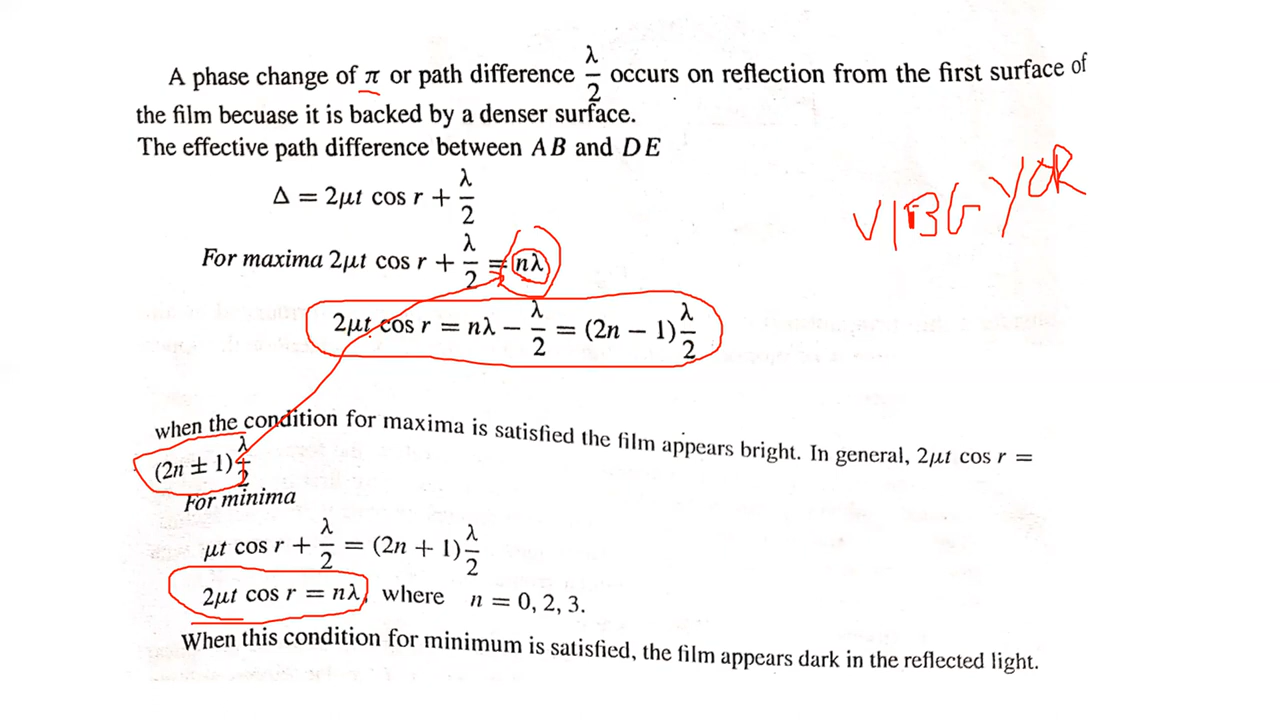 A phase change of π or path difference λ/2 occurs on reflection from the first surface of
the film becuase it is backed by a denser surface.
The effective path difference between AB and DE
Δ = 2μt cos r + λ/2
VIBGYOR
For maxima 2μt cos r + λ/2 = nλ
2μt cos r = nλ − λ/2 = (2n − 1) λ/2
when the condition for maxima is satisfied the film appears bright. In general, 2μt cos r =
(2n ± 1) λ/2
For minima
μt cos r + λ/2 = (2n + 1) λ/2
2μt cos r = nλ, where n = 0, 2, 3.
When this condition for minimum is satisfied, the film appears dark in the reflected light.